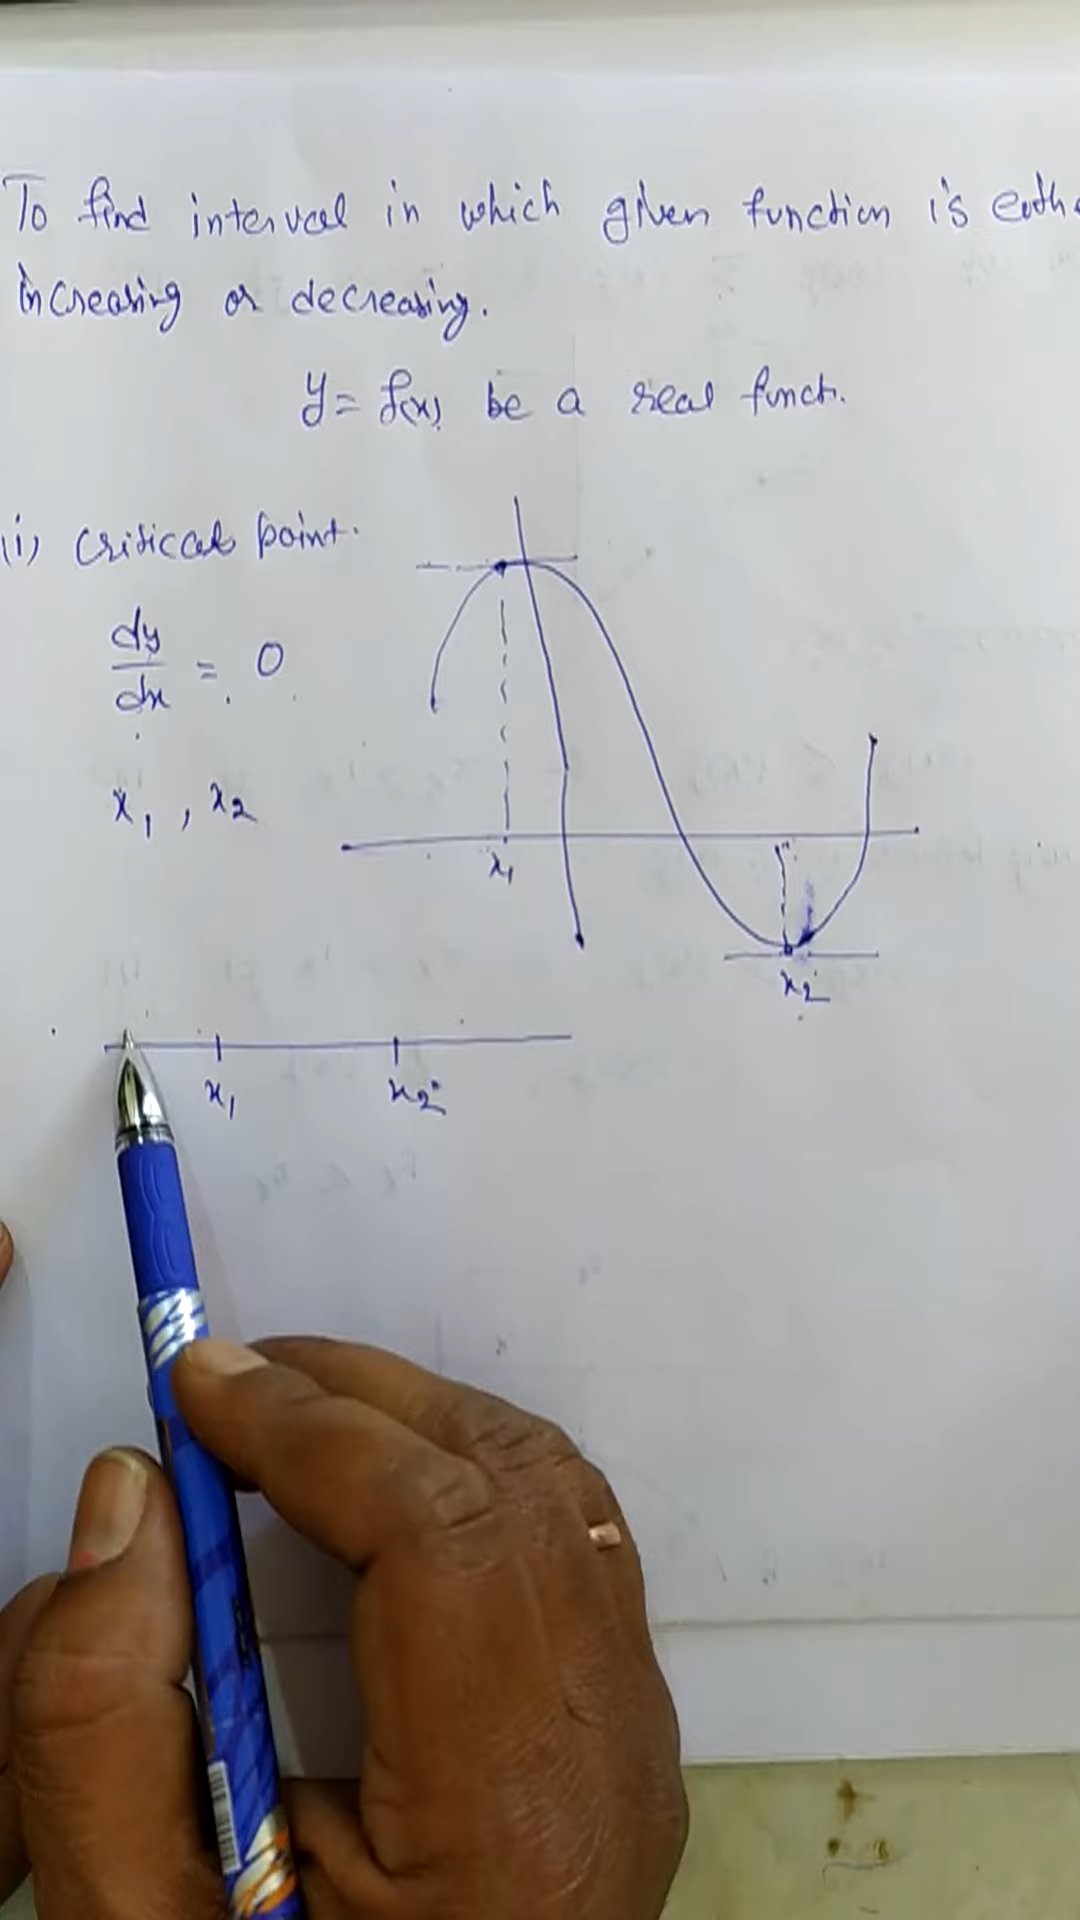 To find interval in which given function is eith
increasing or decreasing.
y = f(x) be a real funct.
(i) Critical point.
dy/dx = 0
x₁ , x₂
x₁
x₂
x₁ x₂